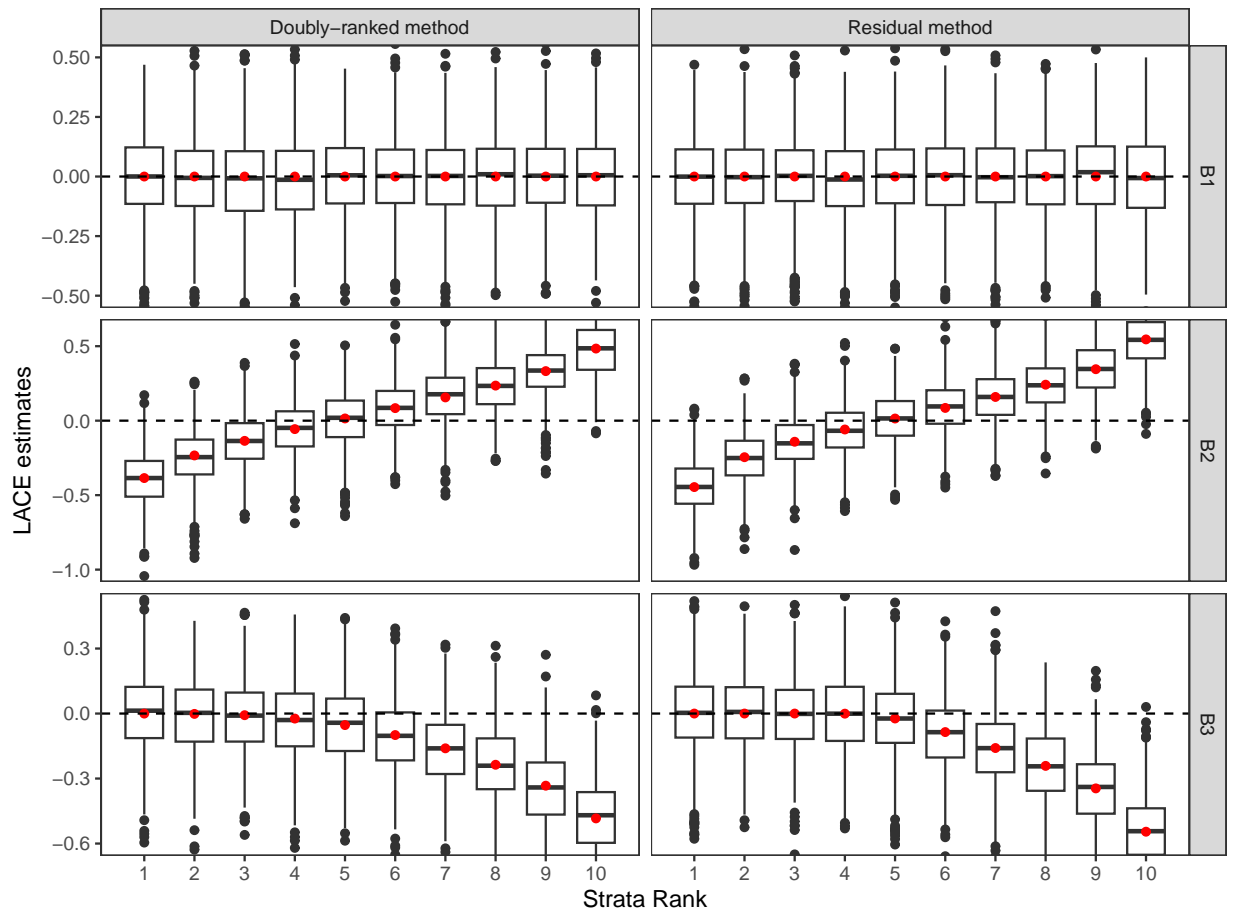 Doubly−ranked method Residual method
0.50
0.25
0.00
−0.25
−0.50
B1
0.5
0.0
−0.5
−1.0
B2
LACE estimates
0.3
0.0
−0.3
−0.6
B3
1 2 3 4 5 6 7 8 9 10 1 2 3 4 5 6 7 8 9 10
Strata Rank